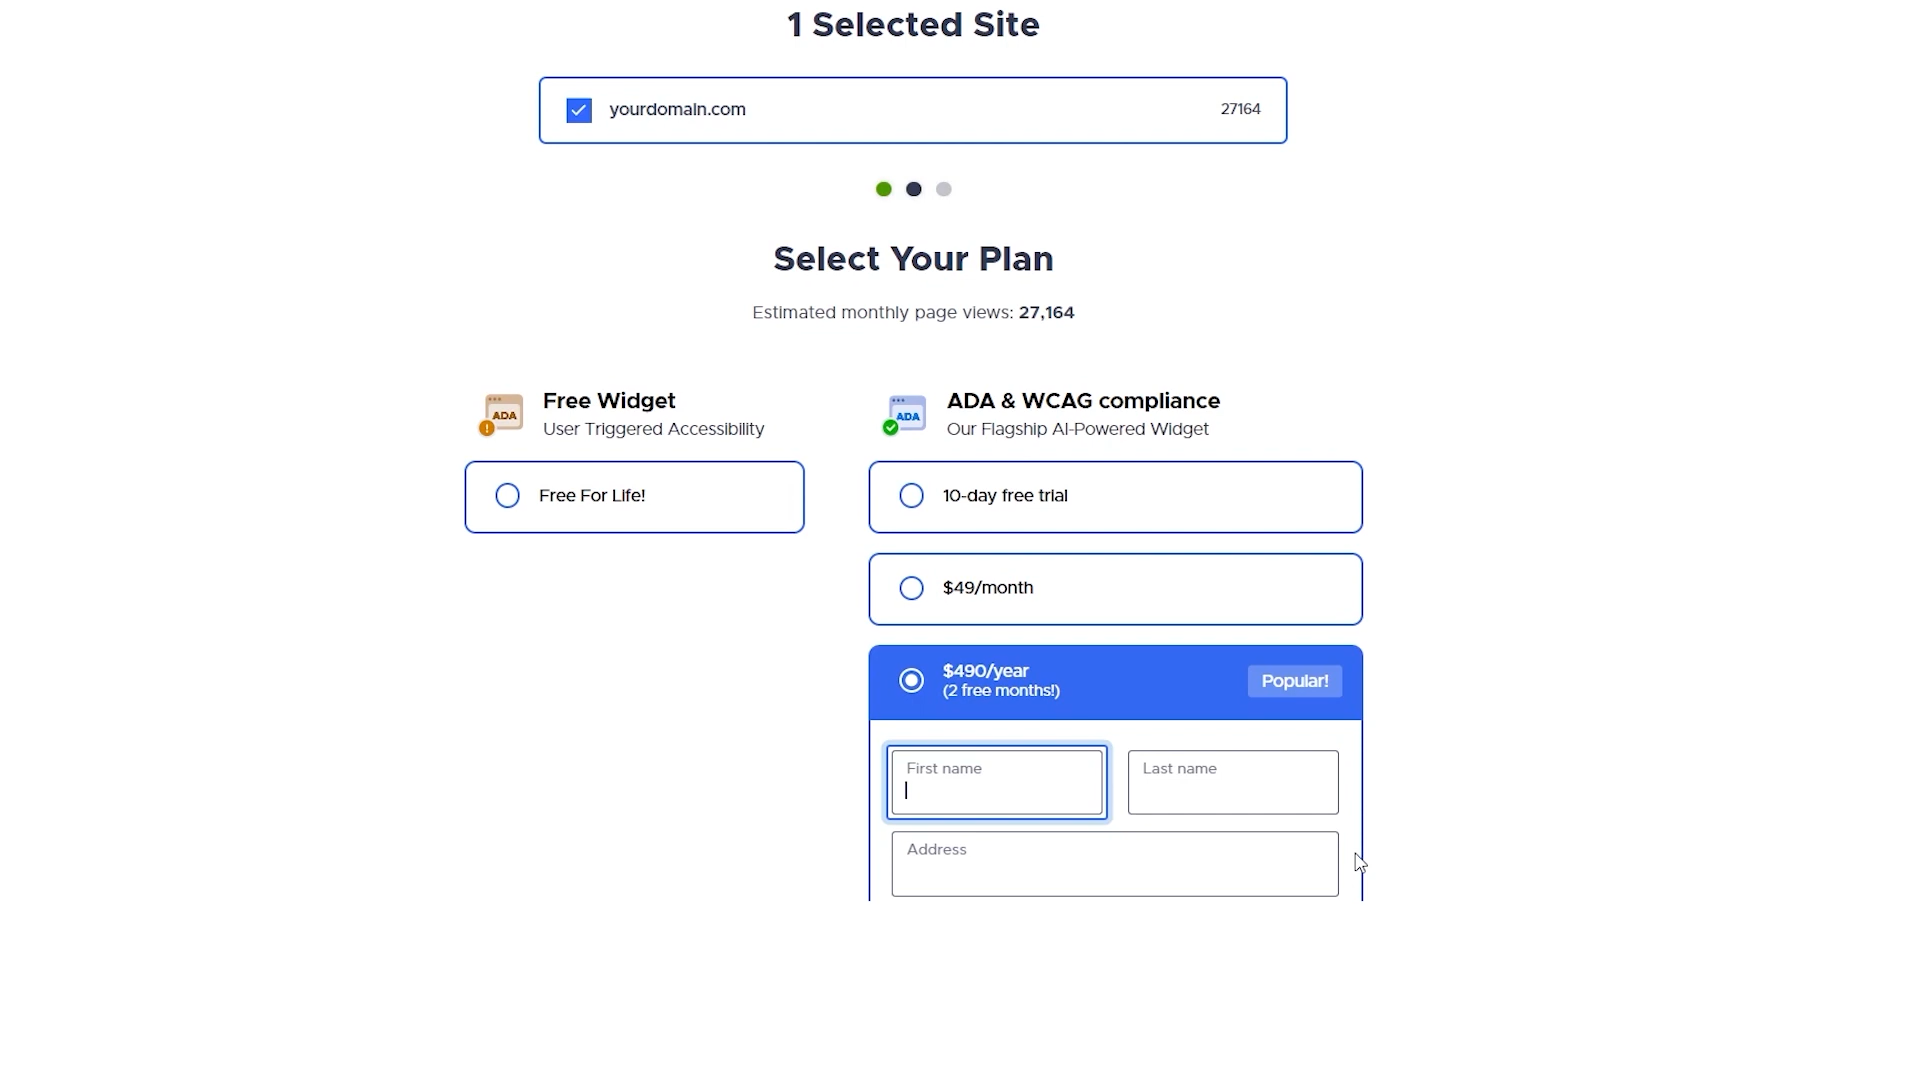 1 Selected Site
yourdomain.com 27164
Select Your Plan
Estimated monthly page views: 27,164
ADA
!
Free Widget
User Triggered Accessibility
Free For Life!
ADA
ADA & WCAG compliance
Our Flagship AI-Powered Widget
10-day free trial
$49/month
$490/year
(2 free months!)
Popular!
First name
Last name
Address